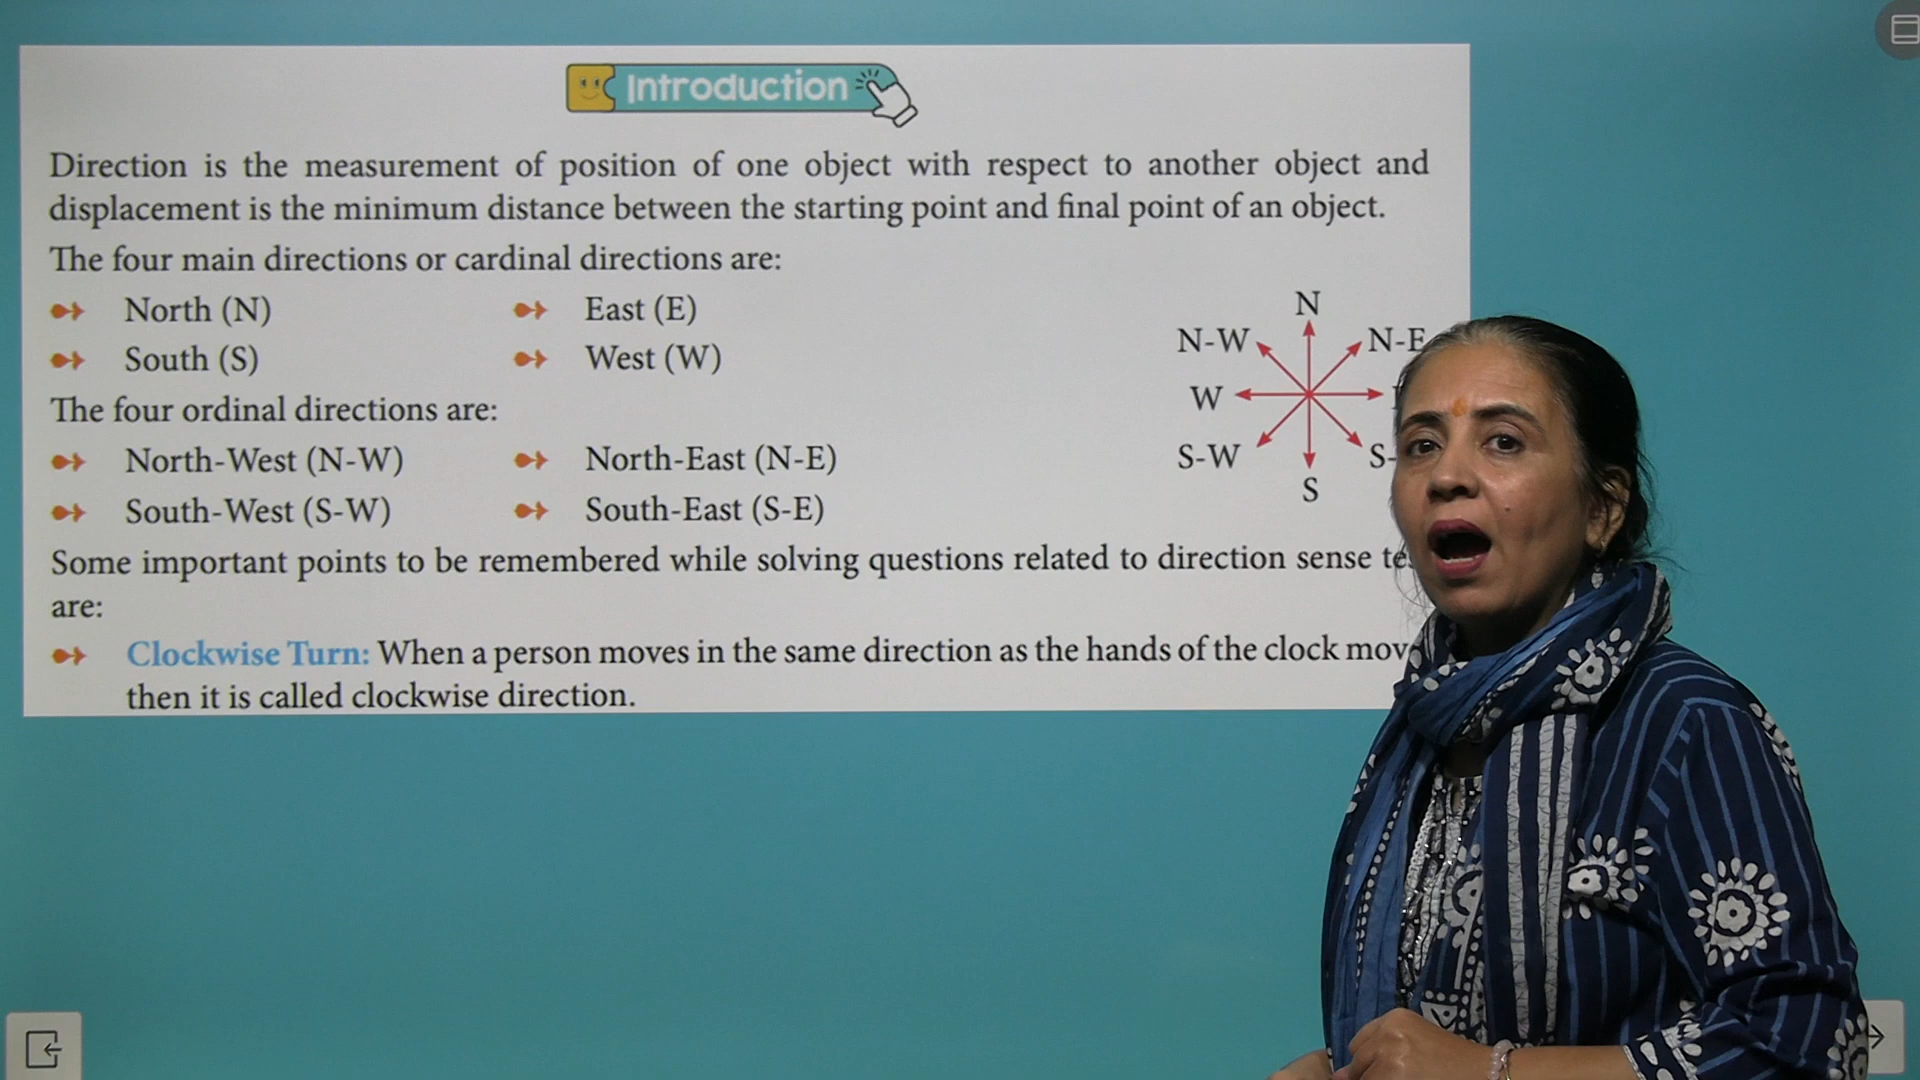 Introduction
Direction is the measurement of position of one object with respect to another object and
displacement is the minimum distance between the starting point and final point of an object.
The four main directions or cardinal directions are:
North (N) East (E)
South (S) West (W)
The four ordinal directions are:
North-West (N-W) North-East (N-E)
South-West (S-W) South-East (S-E)
N
N-W N-E
W
S-W S-
S
Some important points to be remembered while solving questions related to direction sense
are:
Clockwise Turn: When a person moves in the same direction as the hands of the clock
then it is called clockwise direction.